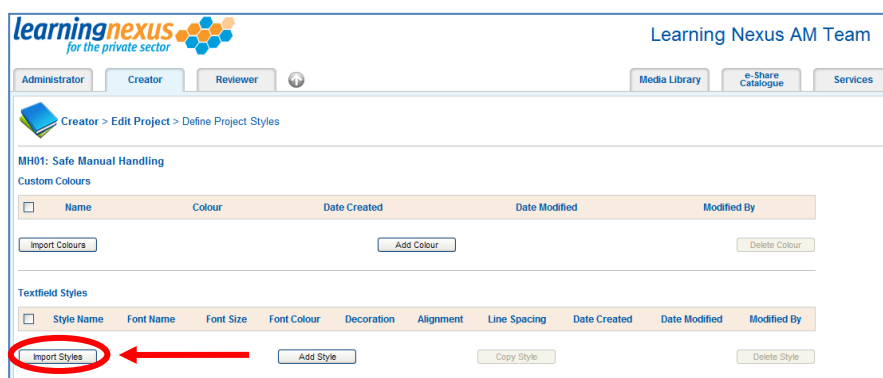 learningnexus
for the private sector
Learning Nexus AM Team
Administrator Creator Reviewer Media Library e-Share Catalogue Services
Creator > Edit Project > Define Project Styles
MH01: Safe Manual Handling
Custom Colours
Name Colour Date Created Date Modified Modified By
Import Colours Add Colour Delete Colour
Textfield Styles
Style Name Font Name Font Size Font Colour Decoration Alignment Line Spacing Date Created Date Modified Modified By
Import Styles Add Style Copy Style Delete Style